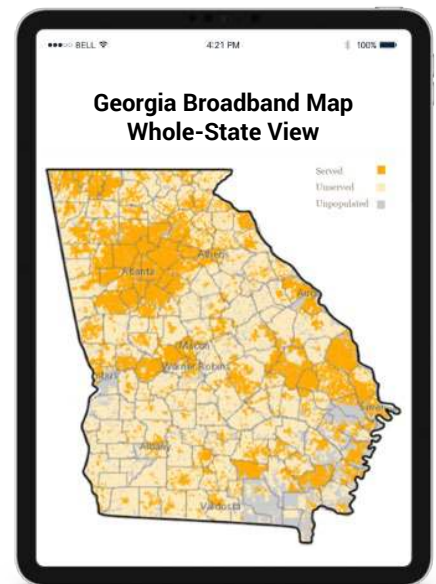 BELL 4:21 PM 100%
Georgia Broadband Map
Whole-State View
Served
Unserved
Unpopulated
Athens
Atlanta
Macon
Warner Robins
Albany
Valdosta